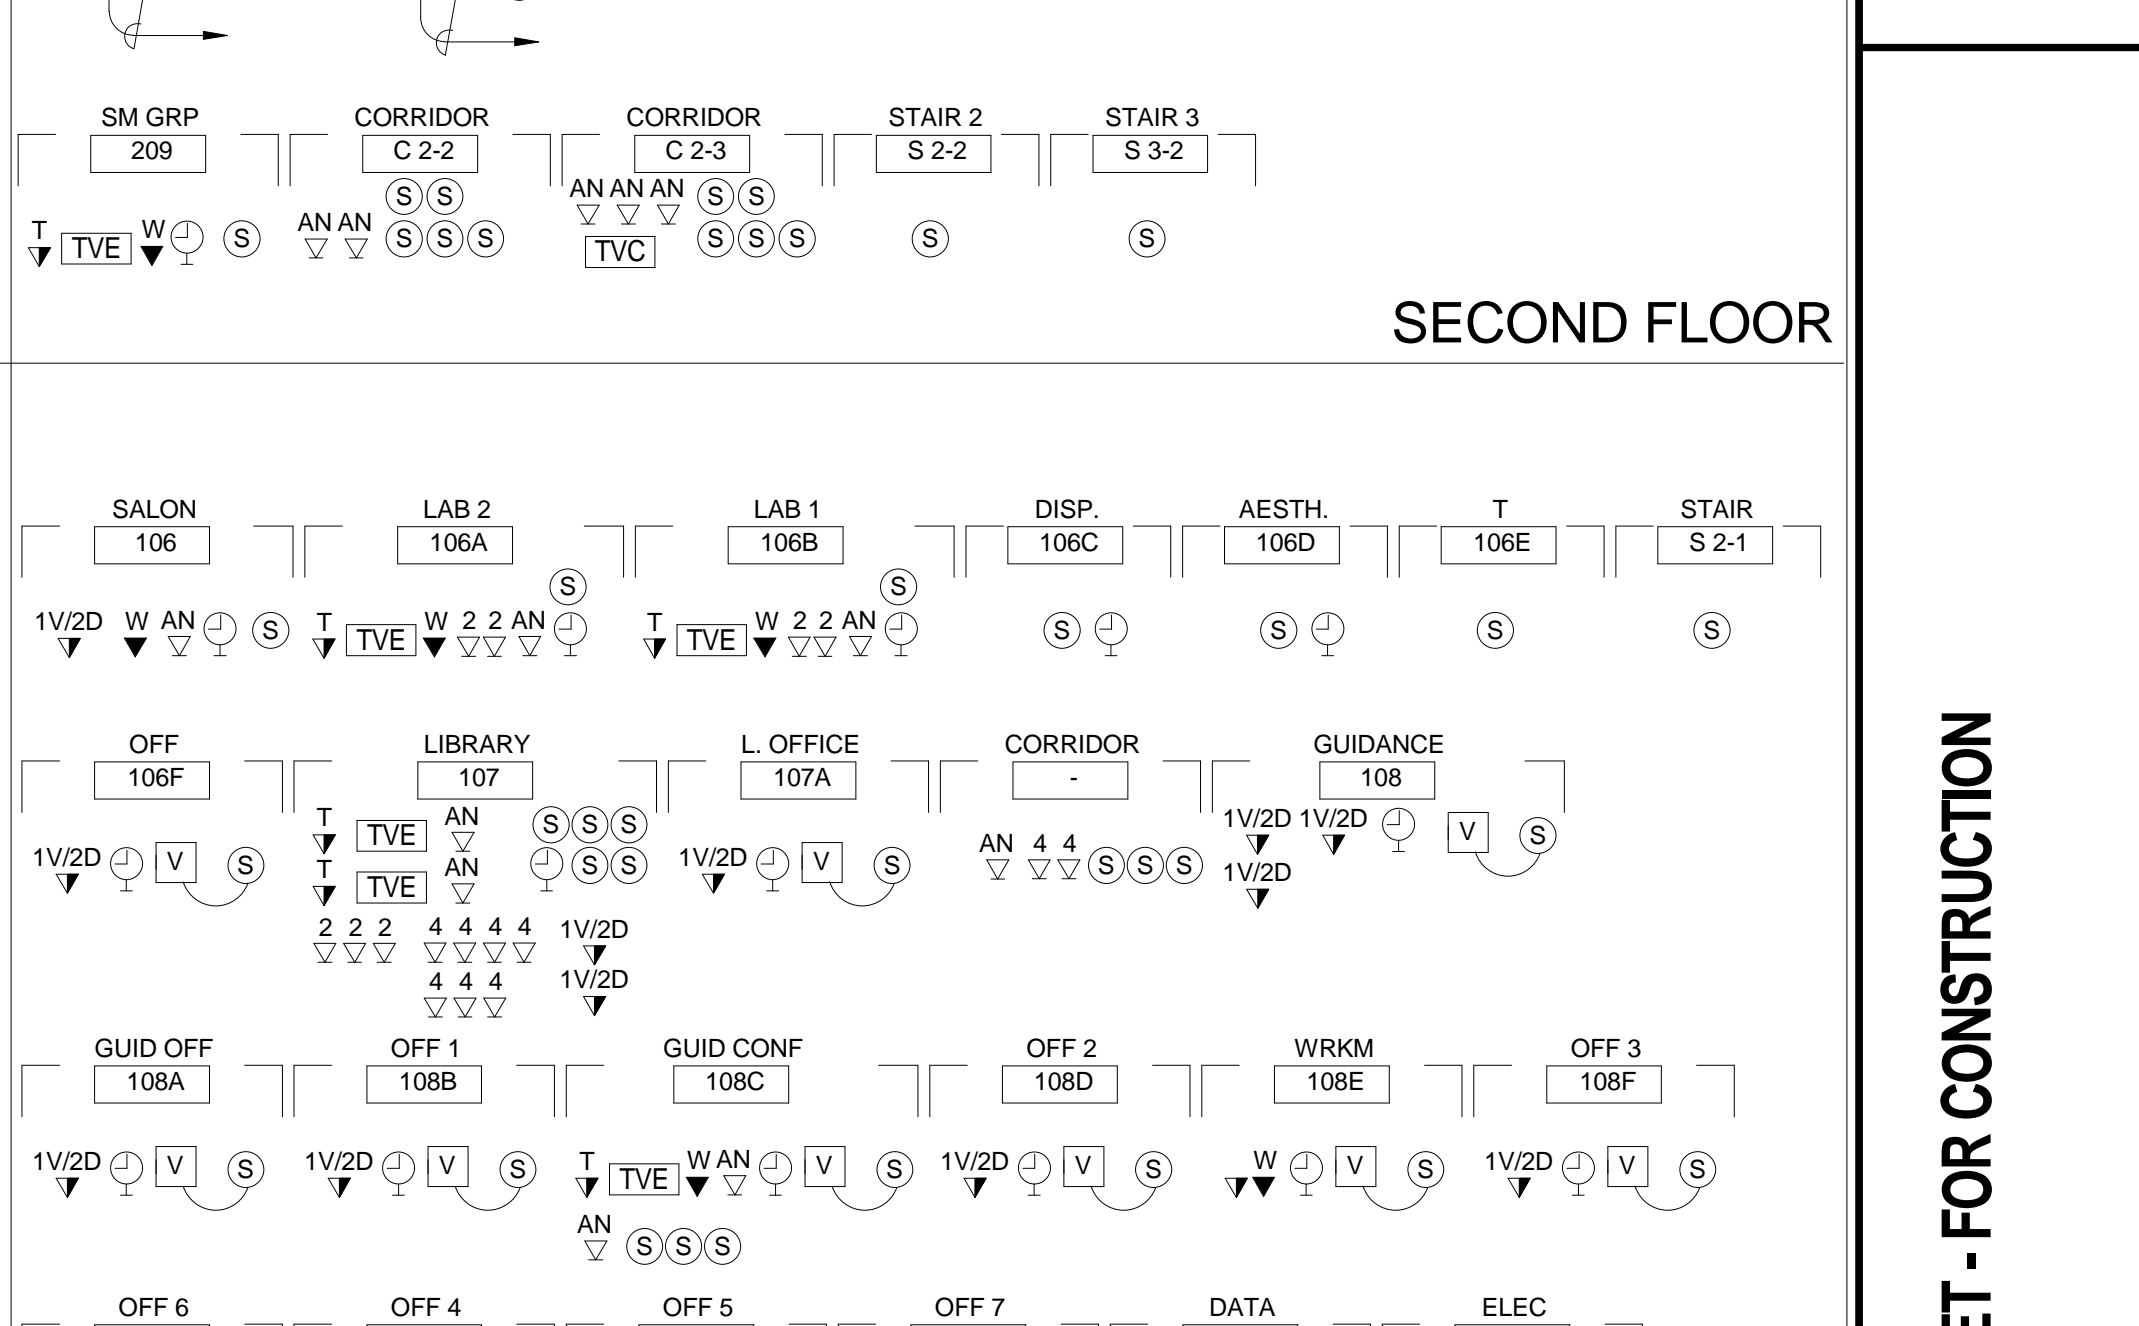 SM GRP CORRIDOR CORRIDOR STAIR 2 STAIR 3
209 C 2-2 C 2-3 S 2-2 S 3-2
S S AN AN AN S S
T TVE W S AN AN S S S TVC S S S S S
SECOND FLOOR
SALON LAB 2 LAB 1 DISP. AESTH. T STAIR
106 106A 106B 106C 106D 106E S 2-1
S S
1V/2D W AN S T TVE W 2 2 AN T TVE W 2 2 AN S S S S
OFF LIBRARY L. OFFICE CORRIDOR GUIDANCE
106F 107 107A - 108
T TVE AN S S S 1V/2D 1V/2D V S
1V/2D V S T TVE AN S S 1V/2D V S AN 4 4 S S S 1V/2D
2 2 2 4 4 4 4 1V/2D
4 4 4 1V/2D
GUID OFF OFF 1 GUID CONF OFF 2 WRKM OFF 3
108A 108B 108C 108D 108E 108F
1V/2D V S 1V/2D V S T TVE W AN V S 1V/2D V S W V S 1V/2D V S
AN S S S
OFF 6 OFF 4 OFF 5 OFF 7 DATA ELEC
ET - FOR CONSTRUCTION